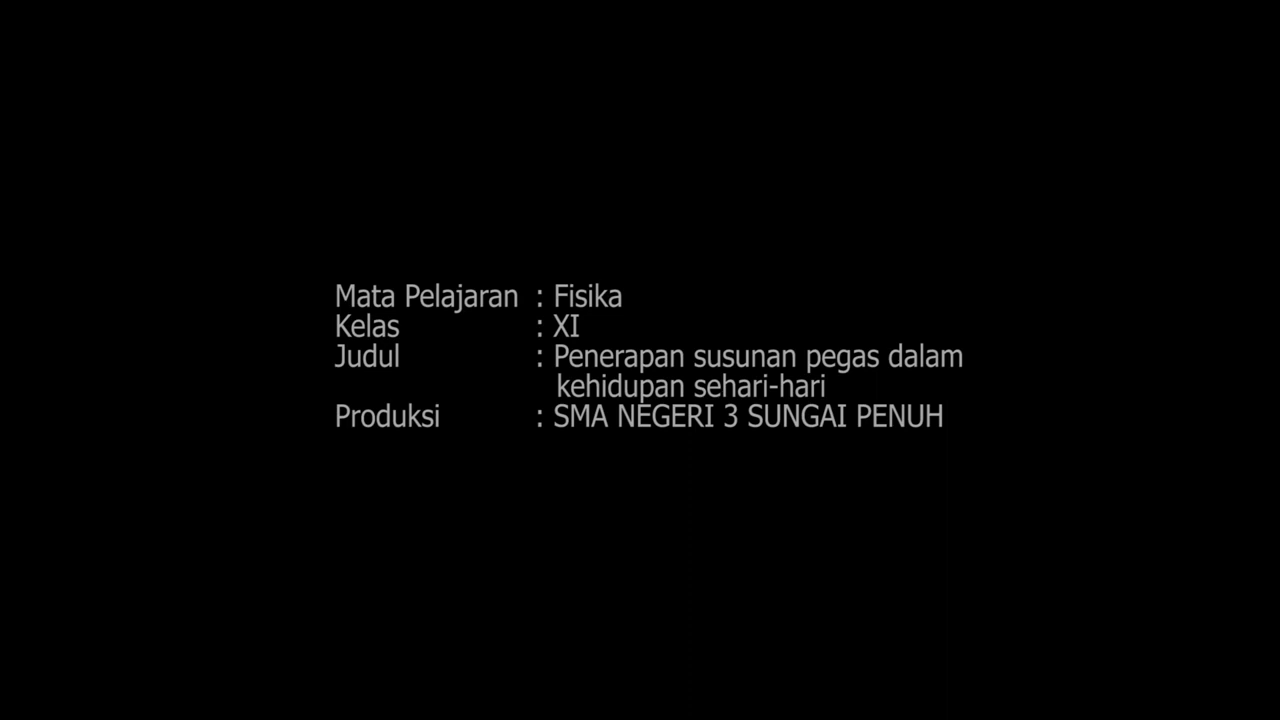 Mata Pelajaran : Fisika
Kelas : XI
Judul : Penerapan susunan pegas dalam
kehidupan sehari-hari
Produksi : SMA NEGERI 3 SUNGAI PENUH